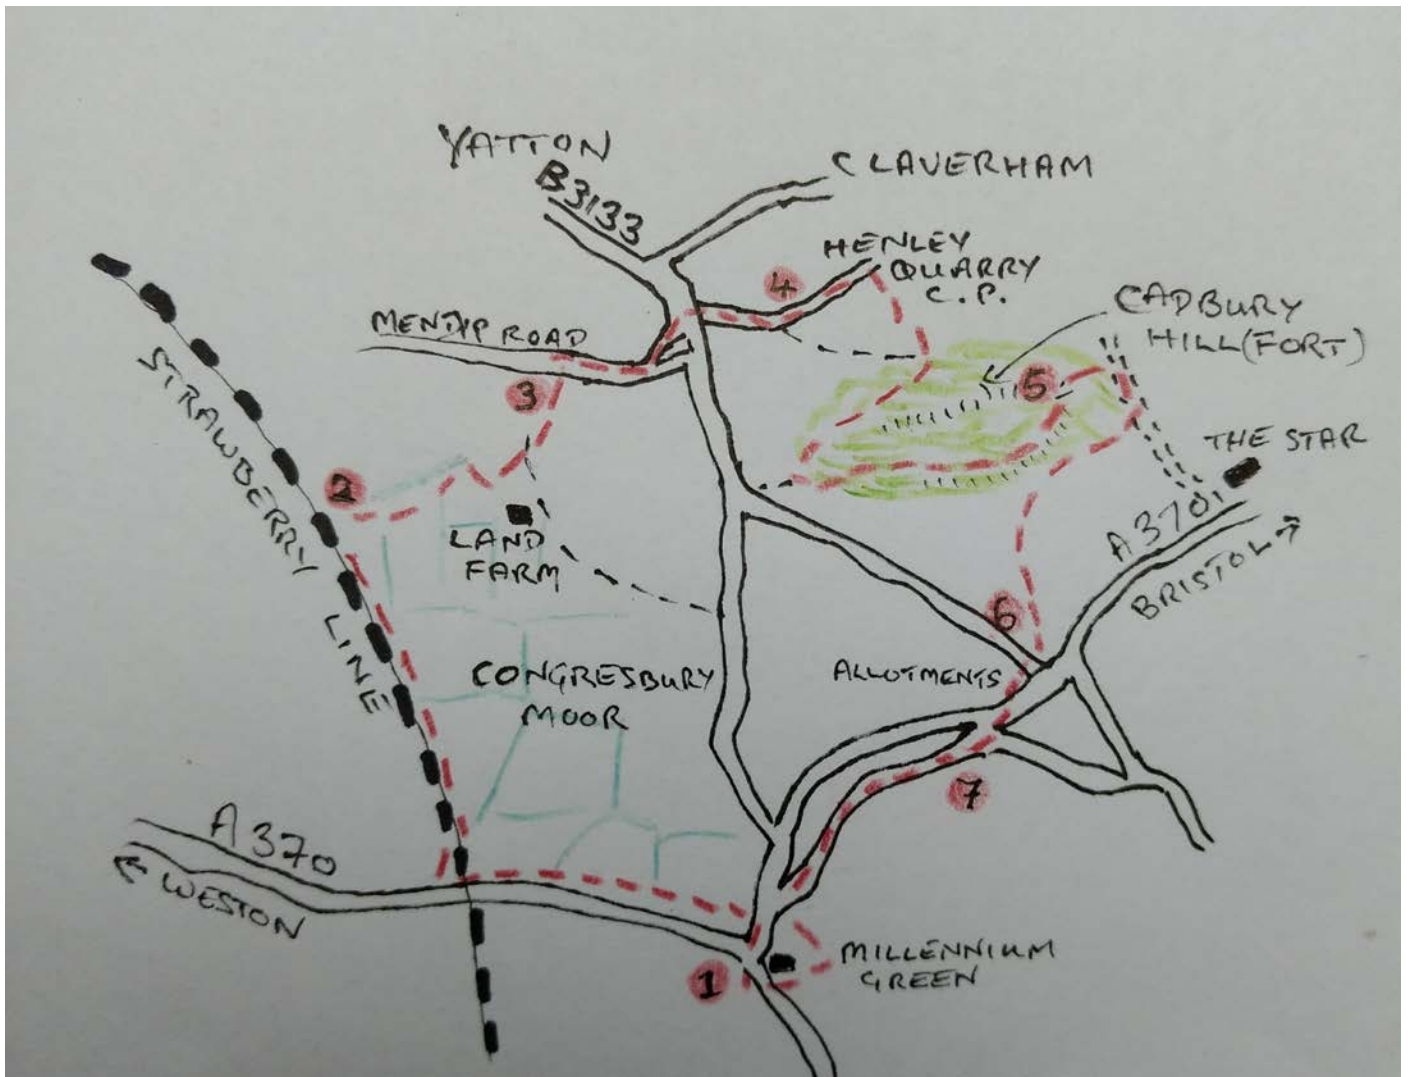 YATTON
B3133
CLAVERHAM
HENLEY
QUARRY
C.P.
4
CADBURY
HILL(FORT)
MENDIP ROAD
STRAWBERRY
LINE
3
5
THE STAR
2
LAND
FARM
A370
BRISTOL →
6
CONGRESBURY
MOOR
ALLOTMENTS
7
A370
← WESTON
1
MILLENNIUM
GREEN